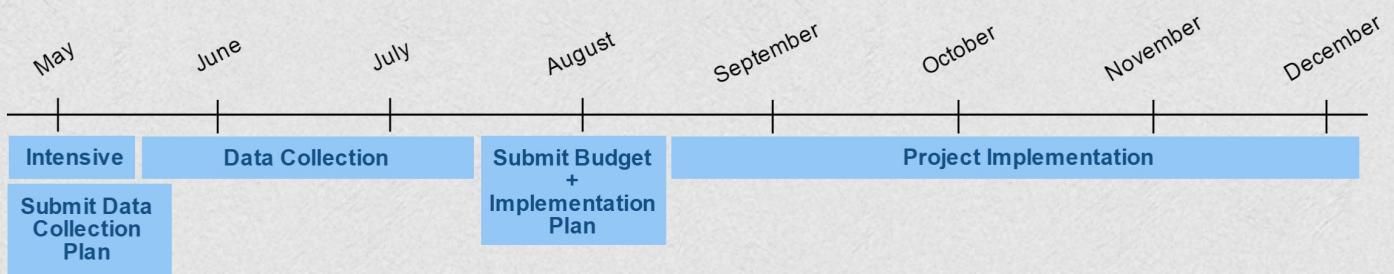 May
June
July
August
September
October
November
December
Intensive
Data Collection
Submit Budget
+
Implementation
Plan
Project Implementation
Submit Data
Collection
Plan